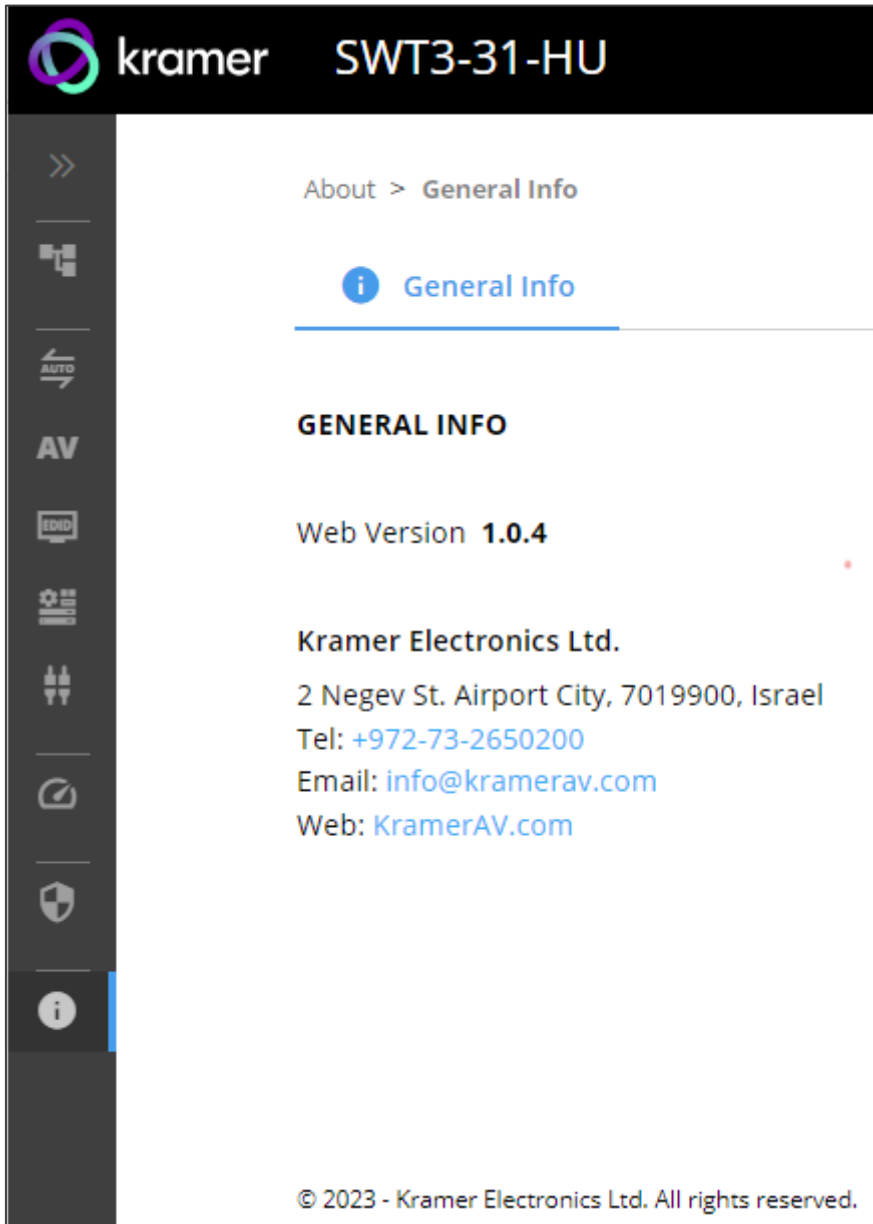 kramer SWT3-31-HU
About > General Info
General Info
AUTO
AV
EDID
GENERAL INFO
Web Version 1.0.4
Kramer Electronics Ltd.
2 Negev St. Airport City, 7019900, Israel
Tel: +972-73-2650200
Email: info@kramerav.com
Web: KramerAV.com
© 2023 - Kramer Electronics Ltd. All rights reserved.